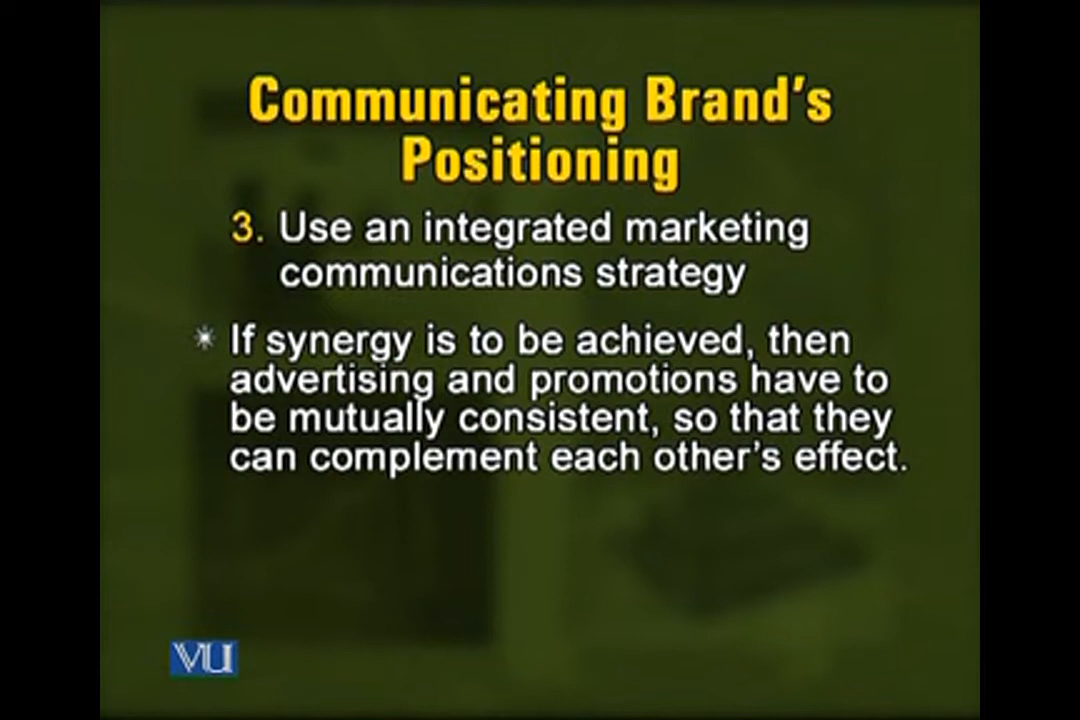 Communicating Brand's
Positioning
3. Use an integrated marketing
communications strategy
* If synergy is to be achieved, then
advertising and promotions have to
be mutually consistent, so that they
can complement each other's effect.
VU